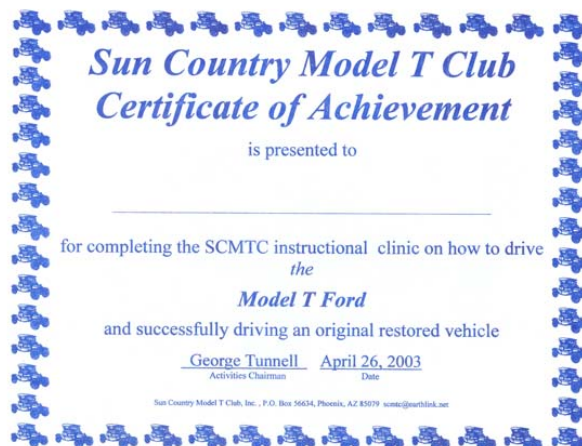 Sun Country Model T Club
Certificate of Achievement
is presented to
for completing the SCMTC instructional clinic on how to drive
the
Model T Ford
and successfully driving an original restored vehicle
George Tunnell April 26, 2003
Activities Chairman Date
Sun Country Model T Club, Inc. , P.O. Box 56634, Phoenix, AZ 85079 scmtc@earthlink.net